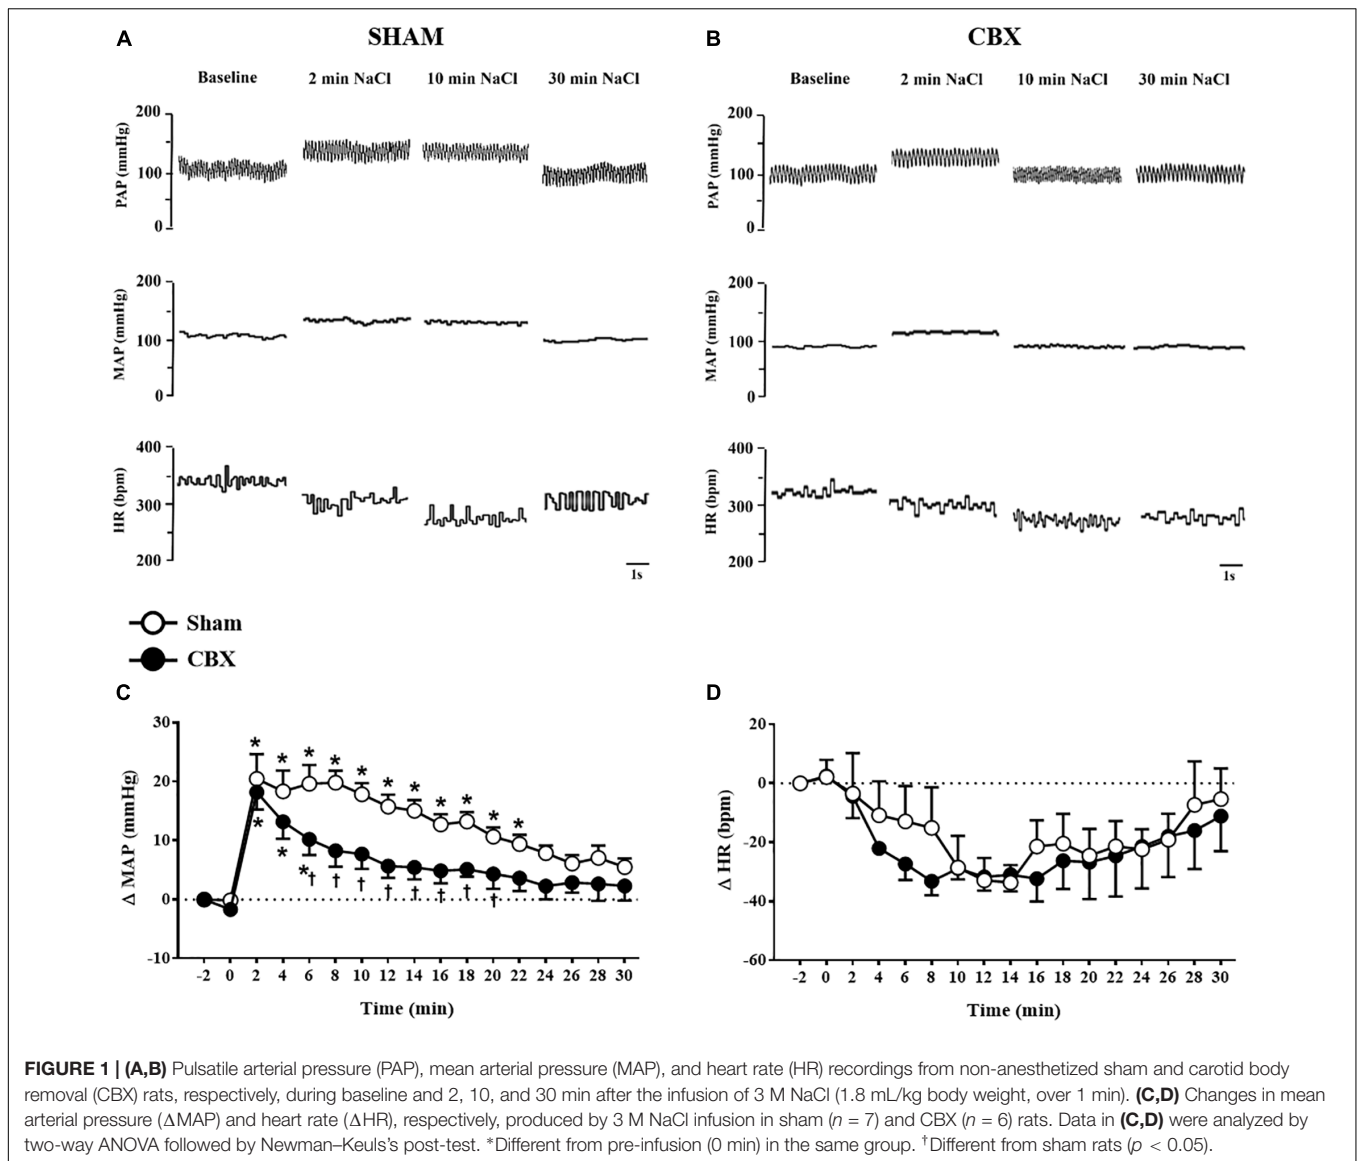 A
SHAM
B
CBX
Baseline
2 min NaCl
10 min NaCl
30 min NaCl
Baseline
2 min NaCl
10 min NaCl
30 min NaCl
PAP (mmHg)
200
100
0
PAP (mmHg)
200
100
0
MAP (mmHg)
200
100
0
MAP (mmHg)
200
100
0
HR (bpm)
400
300
200
1s
HR (bpm)
400
300
200
1s
Sham
CBX
C
Δ MAP (mmHg)
30
20
10
0
-10
* * * * * * * * * * *
* * *† † † † † † † †
-2 0 2 4 6 8 10 12 14 16 18 20 22 24 26 28 30
Time (min)
D
Δ HR (bpm)
20
0
-20
-40
-60
-2 0 2 4 6 8 10 12 14 16 18 20 22 24 26 28 30
Time (min)
FIGURE 1 | (A,B) Pulsatile arterial pressure (PAP), mean arterial pressure (MAP), and heart rate (HR) recordings from non-anesthetized sham and carotid body
removal (CBX) rats, respectively, during baseline and 2, 10, and 30 min after the infusion of 3 M NaCl (1.8 mL/kg body weight, over 1 min). (C,D) Changes in mean
arterial pressure (ΔMAP) and heart rate (ΔHR), respectively, produced by 3 M NaCl infusion in sham (n = 7) and CBX (n = 6) rats. Data in (C,D) were analyzed by
two-way ANOVA followed by Newman–Keuls's post-test. *Different from pre-infusion (0 min) in the same group. †Different from sham rats (p < 0.05).